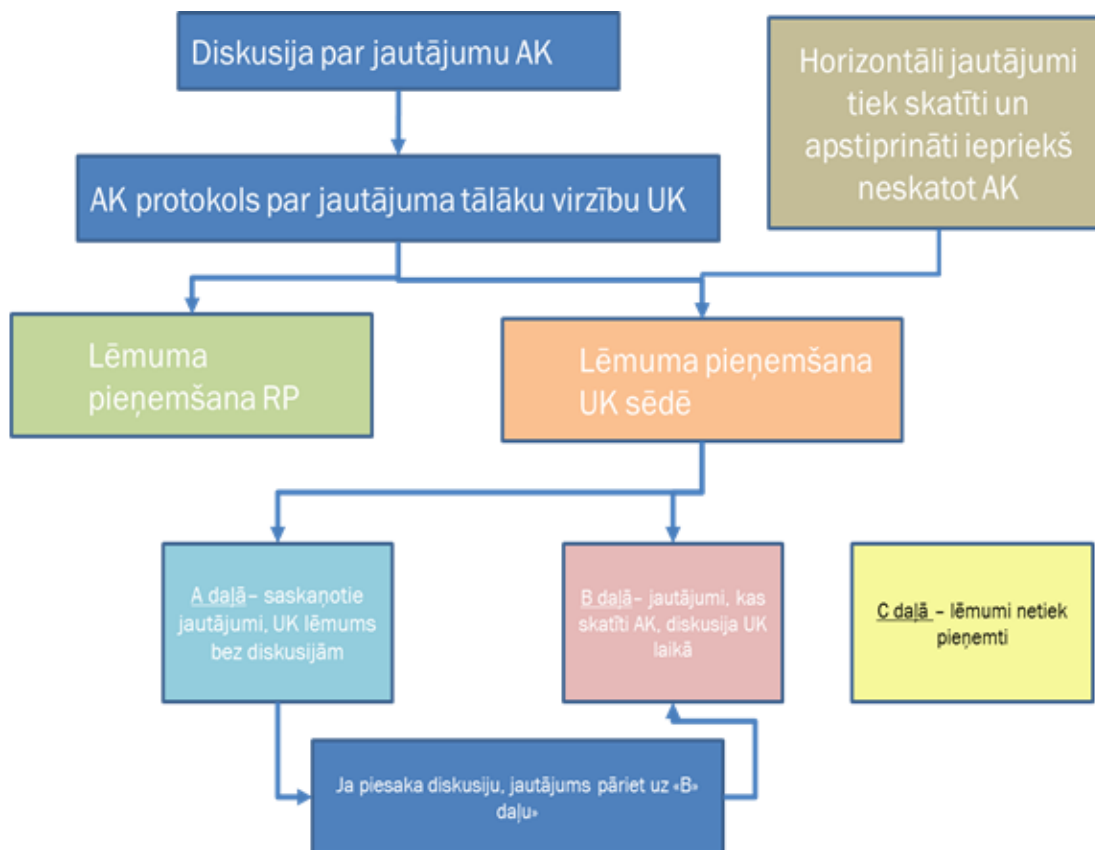 Diskusija par jautājumu AK
Horizontāli jautājumi
tiek skatīti un
apstiprināti iepriekš
neskatot AK
AK protokols par jautājuma tālāku virzību UK
Lēmuma
pieņemšana RP
Lēmuma pieņemšana
UK sēdē
A daļā– saskaņotie
jautājumi, UK lēmums
bez diskusijām
B daļā– jautājumi, kas
skatīti AK, diskusija UK
laikā
C daļā – lēmumi netiek
pieņemti
Ja piesaka diskusiju, jautājums pāriet uz «B»
daļu»